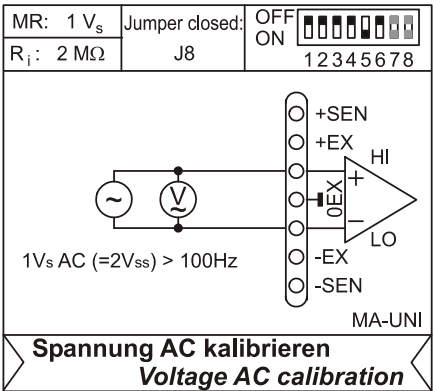 MR: 1 Vs
Jumper closed:
OFF
ON
12345678
Ri: 2 MΩ
J8
+SEN
+EX
HI
+
0EX
~
V
~
−
LO
1Vs AC (=2Vss) > 100Hz
-EX
-SEN
MA-UNI
Spannung AC kalibrieren
Voltage AC calibration